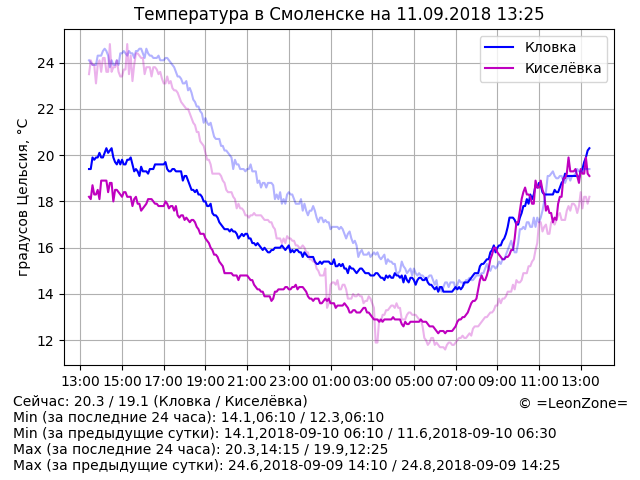 Температура в Смоленске на 11.09.2018 13:25
Кловка
Киселёвка
градусов Цельсия, °C
24
22
20
18
16
14
12
13:00 15:00 17:00 19:00 21:00 23:00 01:00 03:00 05:00 07:00 09:00 11:00 13:00
Сейчас: 20.3 / 19.1 (Кловка / Киселёвка)
© =LeonZone=
Min (за последние 24 часа): 14.1,06:10 / 12.3,06:10
Min (за предыдущие сутки): 14.1,2018-09-10 06:10 / 11.6,2018-09-10 06:30
Max (за последние 24 часа): 20.3,14:15 / 19.9,12:25
Max (за предыдущие сутки): 24.6,2018-09-09 14:10 / 24.8,2018-09-09 14:25